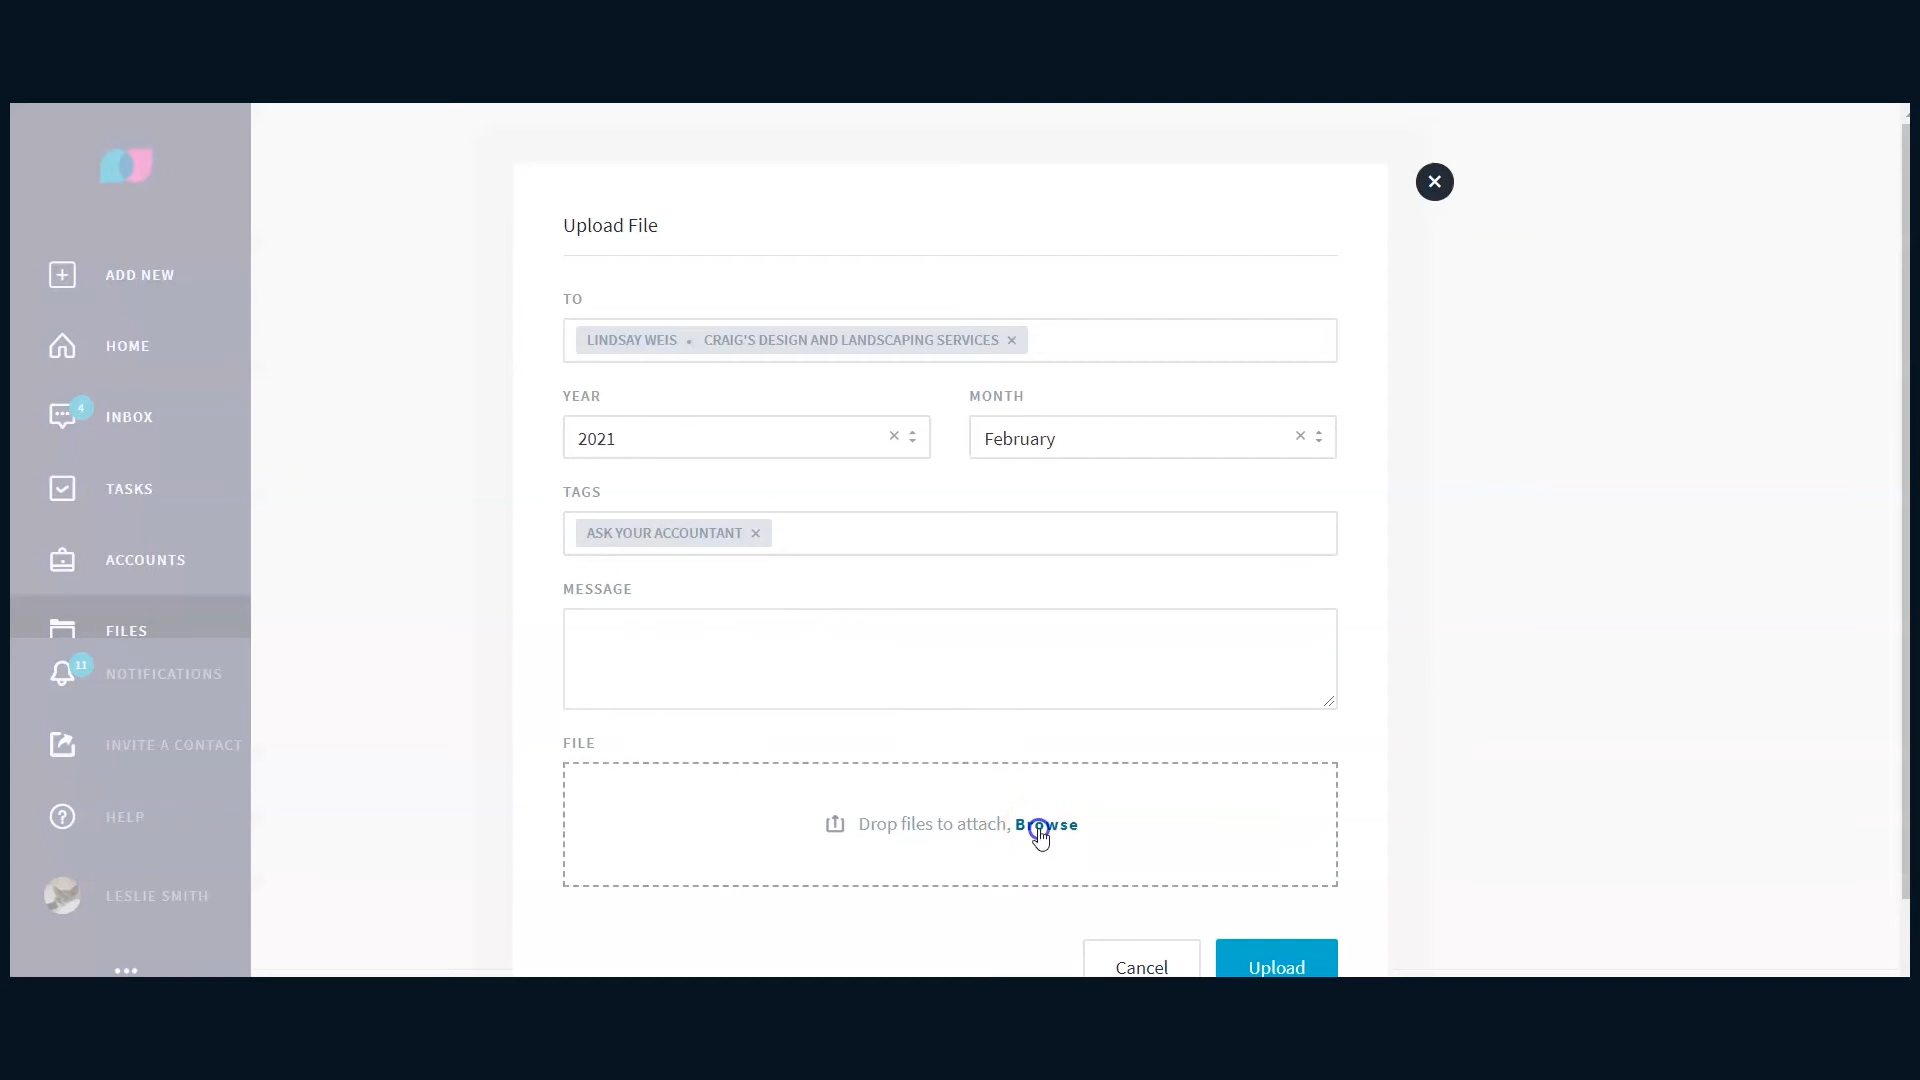 ADD NEW
HOME
4
INBOX
TASKS
ACCOUNTS
FILES
11
NOTIFICATIONS
INVITE A CONTACT
HELP
LESLIE SMITH
Upload File
TO
LINDSAY WEIS • CRAIG'S DESIGN AND LANDSCAPING SERVICES ×
YEAR
MONTH
2021
February
TAGS
ASK YOUR ACCOUNTANT ×
MESSAGE
FILE
Drop files to attach, Browse
Cancel
Upload